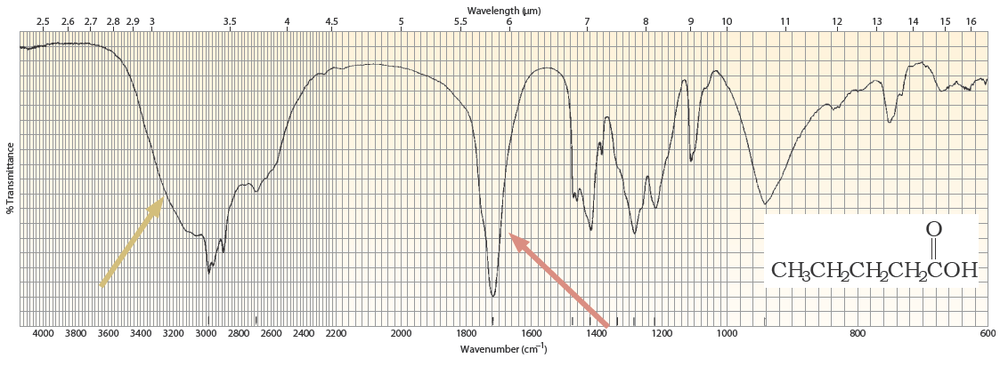 Wavelength (μm)
2.5 2.6 2.7 2.8 2.9 3 3.5 4 4.5 5 5.5 6 7 8 9 10 11 12 13 14 15 16
% Transmittance
O
CH₃CH₂CH₂CH₂COH
4000 3800 3600 3400 3200 3000 2800 2600 2400 2200 2000 1800 1600 1400 1200 1000 800 600
Wavenumber (cm⁻¹)